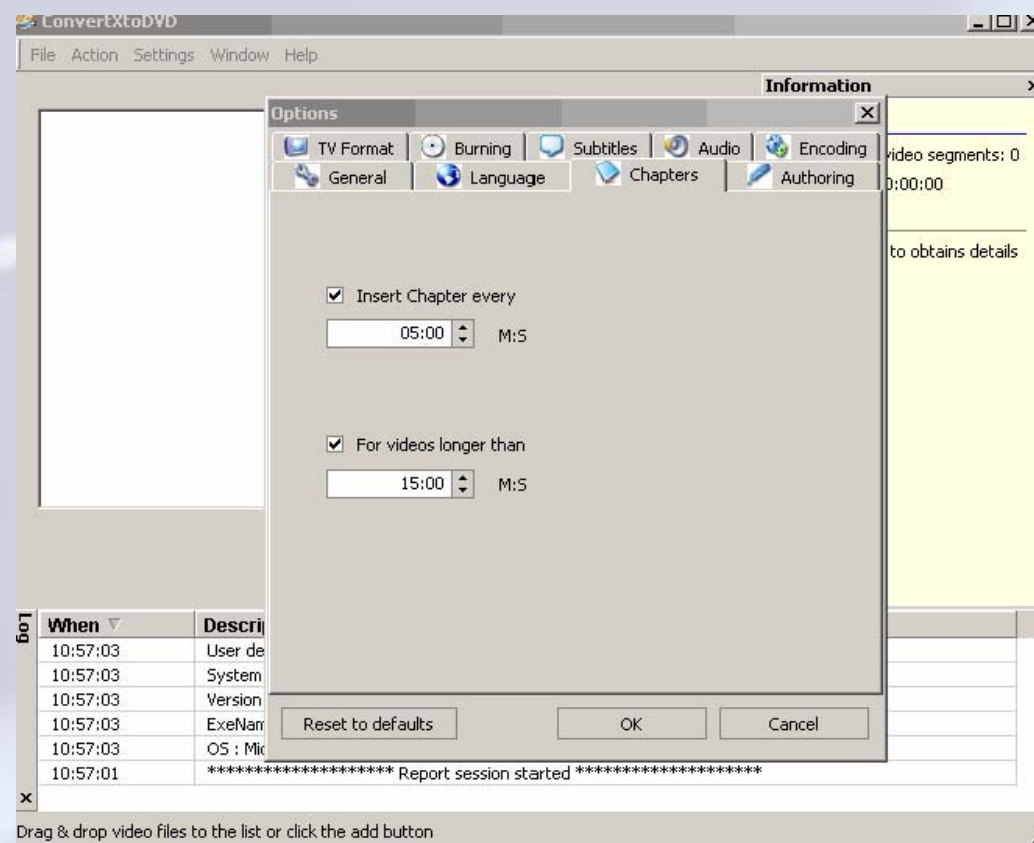 ConvertXtoDVD
File Action Settings Window Help
Information
Options
TV Format Burning Subtitles Audio Encoding
General Language Chapters Authoring
video segments: 0
0:00:00
to obtains details
Insert Chapter every
05:00 M:S
For videos longer than
15:00 M:S
Reset to defaults OK Cancel
Log
When Descrip
10:57:03 User de
10:57:03 System
10:57:03 Version
10:57:03 ExeNam
10:57:03 OS : Mic
10:57:01 ******************** Report session started ********************
Drag & drop video files to the list or click the add button